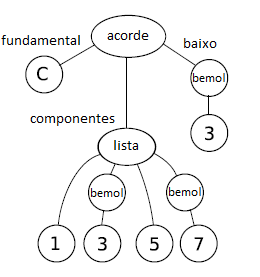 acorde
fundamental
baixo
C
bemol
componentes
3
lista
bemol
bemol
1
3
5
7